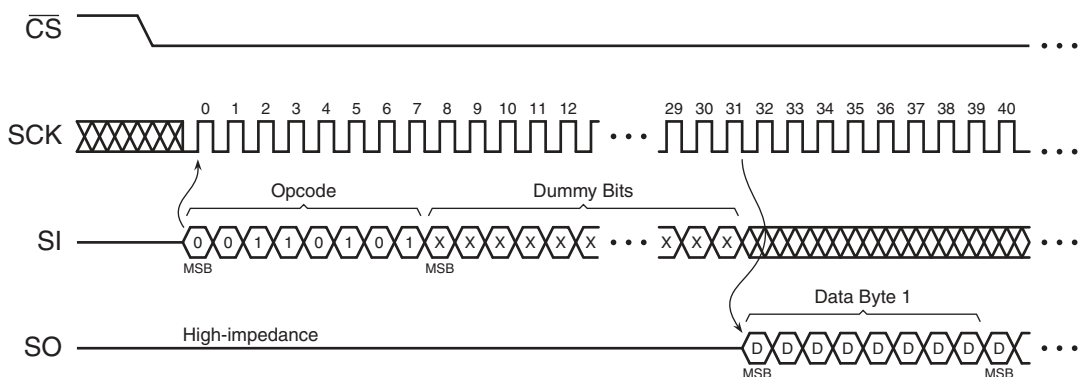 CS
• • •
0 1 2 3 4 5 6 7 8 9 10 11 12 29 30 31 32 33 34 35 36 37 38 39 40
SCK • • • • • •
Opcode Dummy Bits
SI 0 0 1 1 0 1 0 1 X X X X X X • • • X X X • • •
MSB MSB
Data Byte 1
High-impedance
SO D D D D D D D D D • • •
MSB MSB